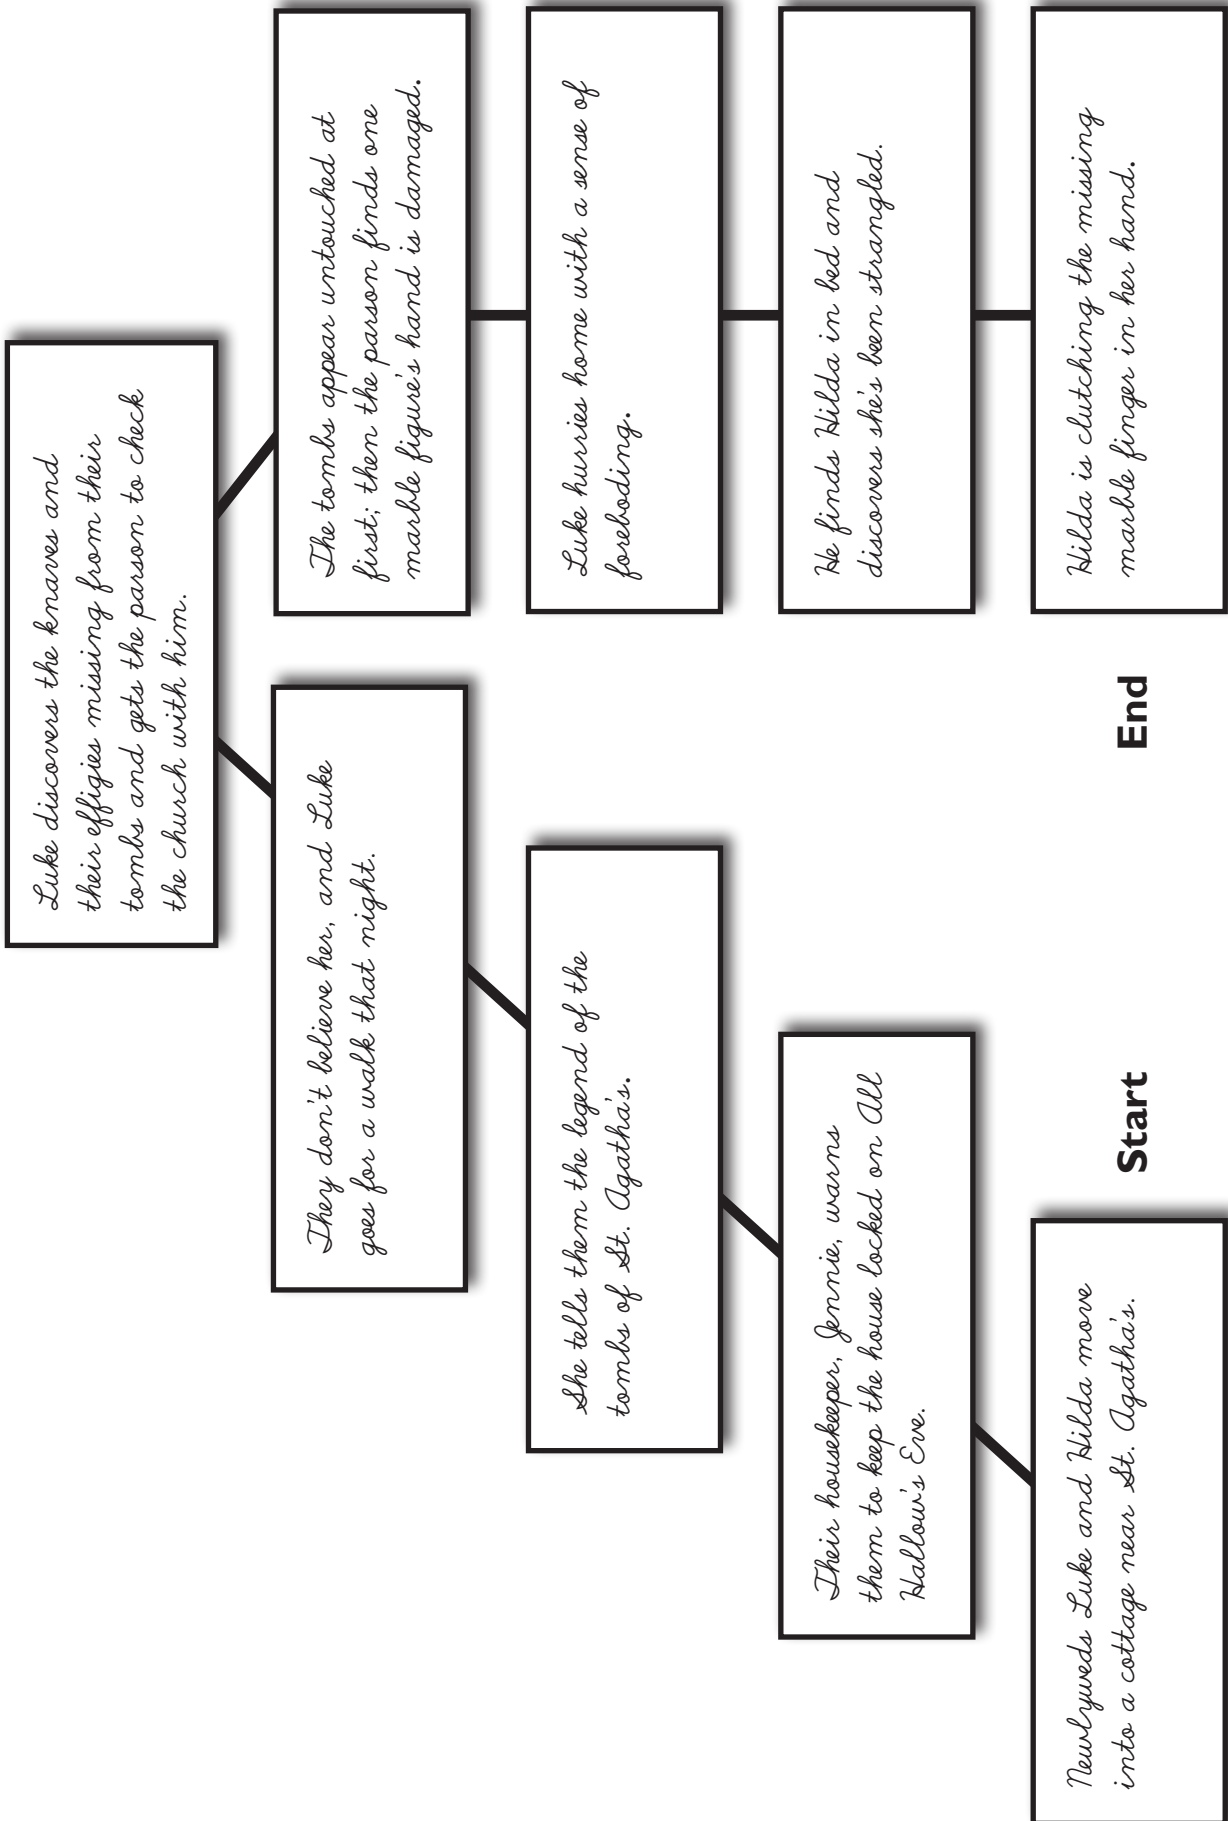 Start
Newlyweds Luke and Hilda move
into a cottage near St. Agatha's.
Their housekeeper, Jennie, warns
them to keep the house locked on All
Hallow's Eve.
She tells them the legend of the
tombs of St. Agatha's.
They don't believe her, and Luke
goes for a walk that night.
Luke discovers the knaves and
their effigies missing from their
tombs and gets the parson to check
the church with him.
The tombs appear untouched at
first; then the parson finds one
marble figure's hand is damaged.
Luke hurries home with a sense of
foreboding.
He finds Hilda in bed and
discovers she's been strangled.
Hilda is clutching the missing
marble finger in her hand.
End